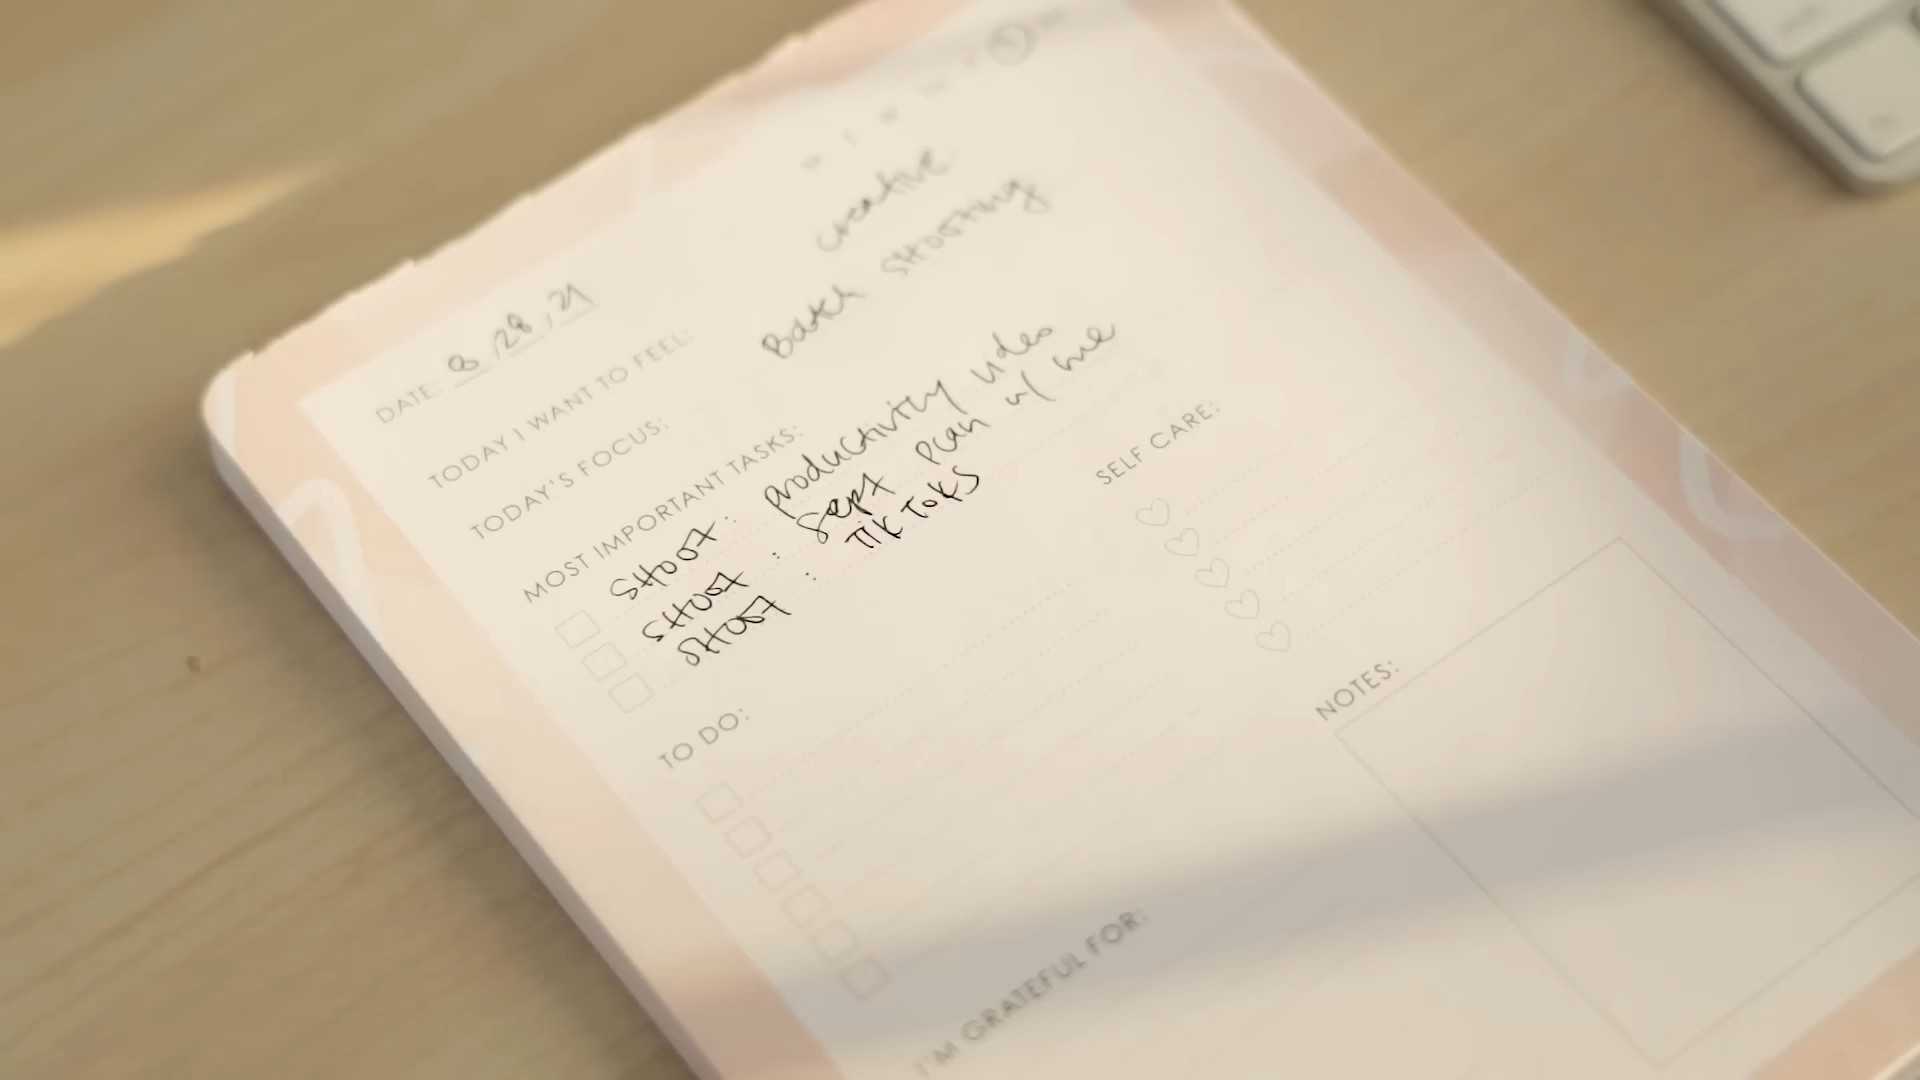 DATE: 8/28/21
TODAY I WANT TO FEEL: creative
TODAY'S FOCUS: Batch SHooting
MOST IMPORTANT TASKS:
SHOOT: productivity video
SHOOT: Sept plan w/ me
SHOOT: TikToks
SELF CARE:
TO DO:
NOTES:
I'M GRATEFUL FOR: